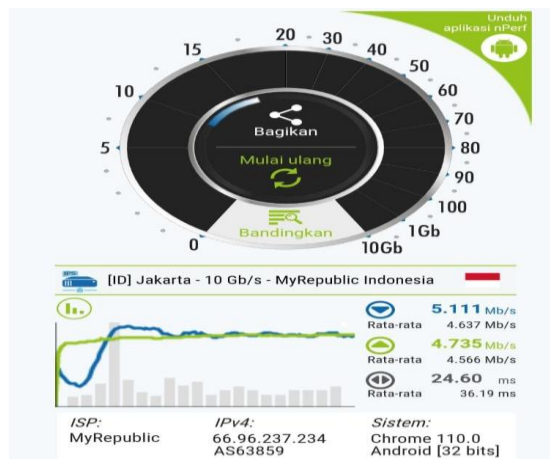 Unduh
aplikasi nPerf
0
5
10
15
20
30
40
50
60
70
80
90
100
1Gb
10Gb
Bagikan
Mulai ulang
Bandingkan
[ID] Jakarta - 10 Gb/s - MyRepublic Indonesia
5.111 Mb/s
Rata-rata 4.637 Mb/s
4.735 Mb/s
Rata-rata 4.566 Mb/s
24.60 ms
Rata-rata 36.19 ms
ISP:
MyRepublic
IPv4:
66.96.237.234
AS63859
Sistem:
Chrome 110.0
Android [32 bits]